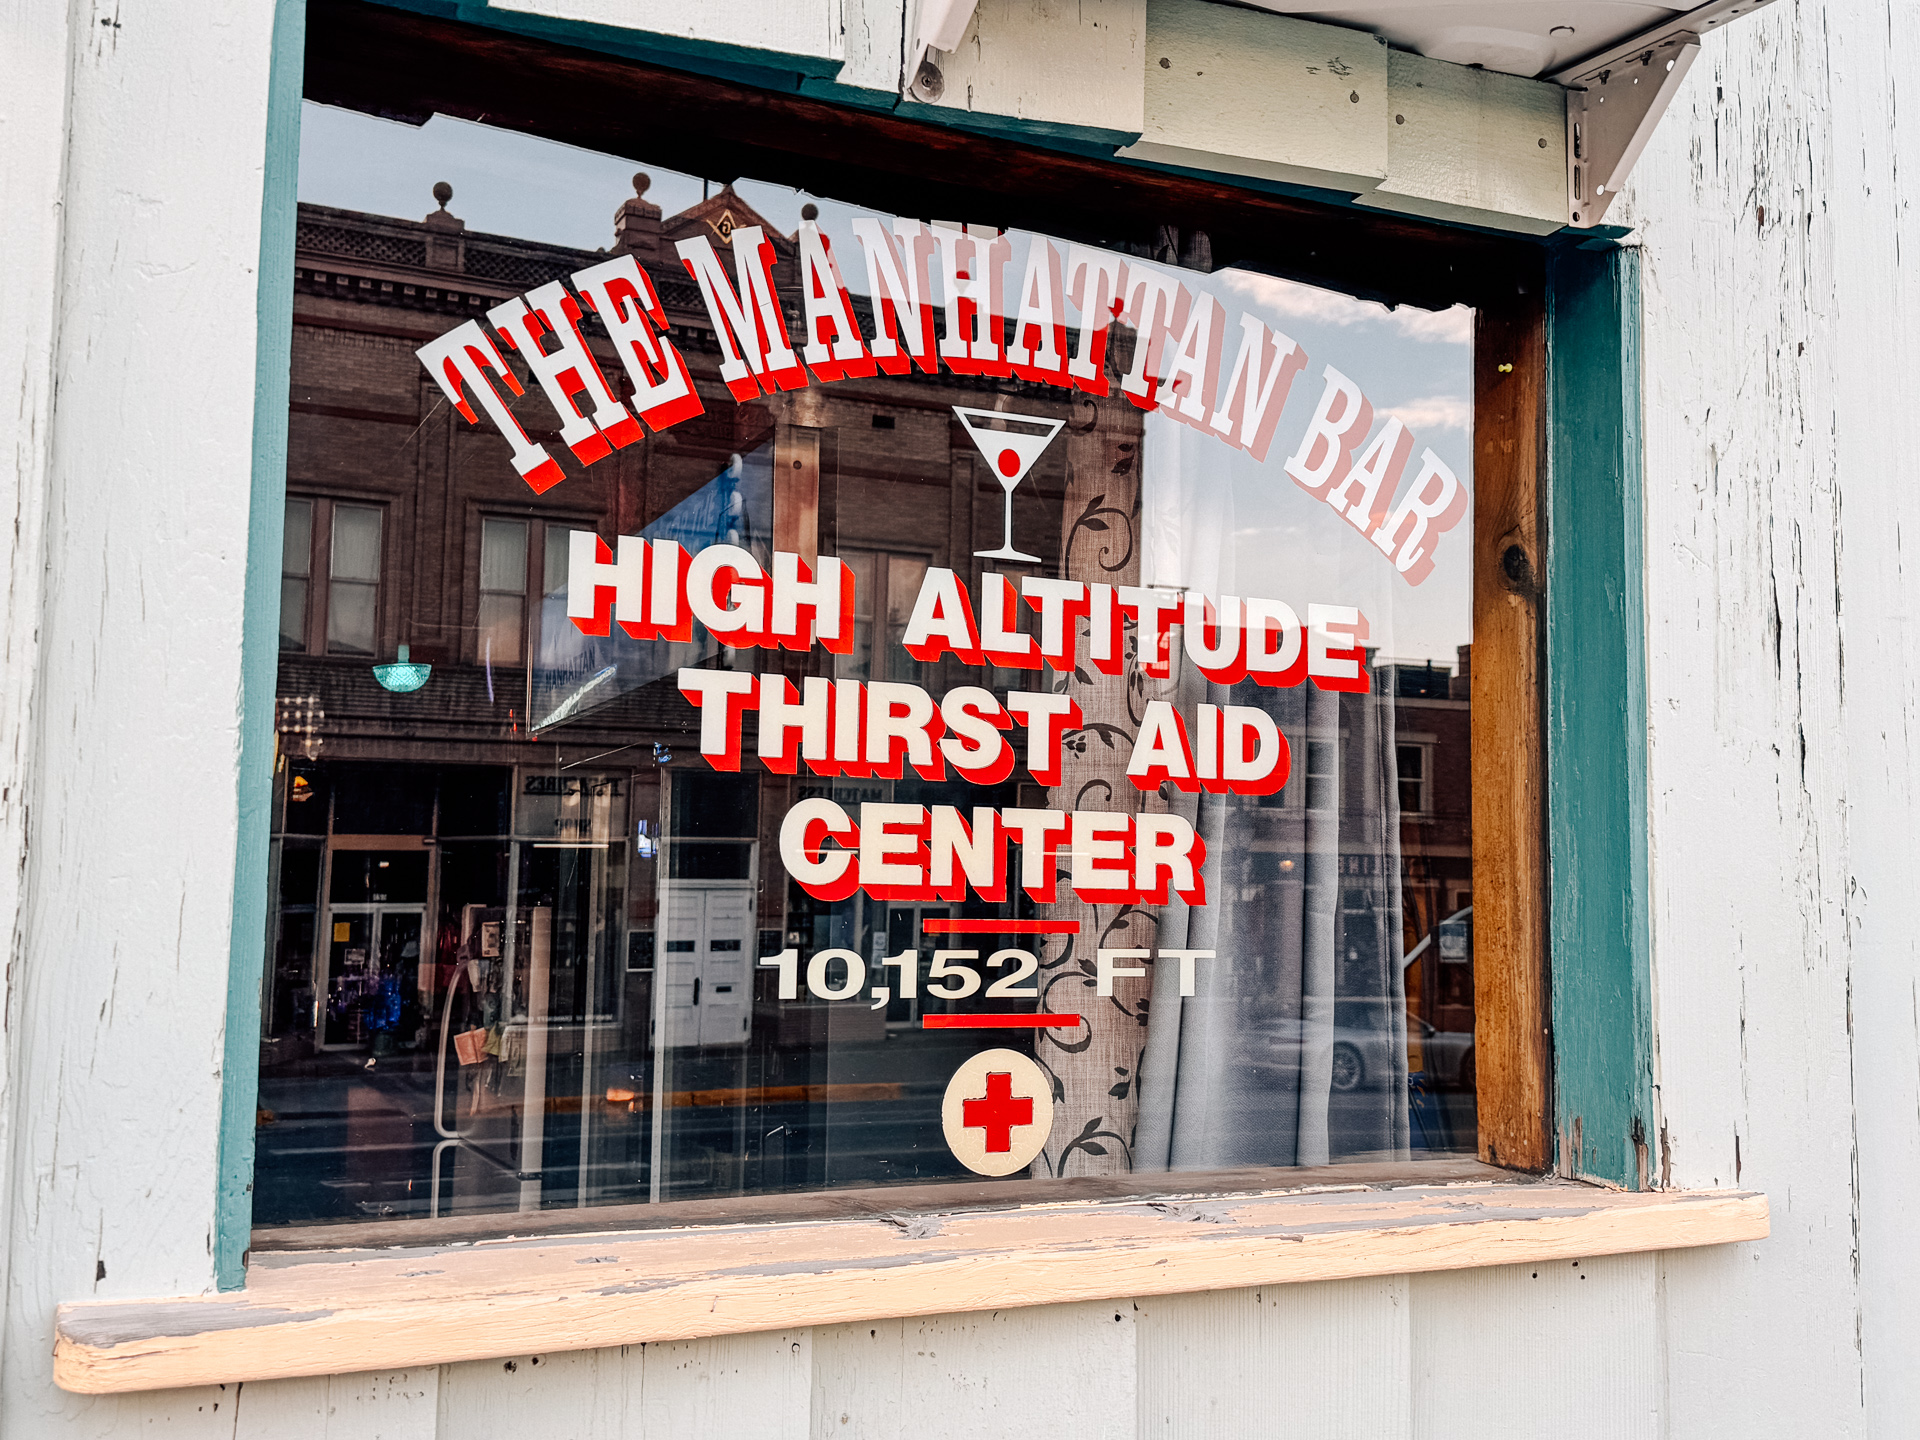 THE MANHATTAN BAR
HIGH ALTITUDE
THIRST AID
CENTER
10,152 FT